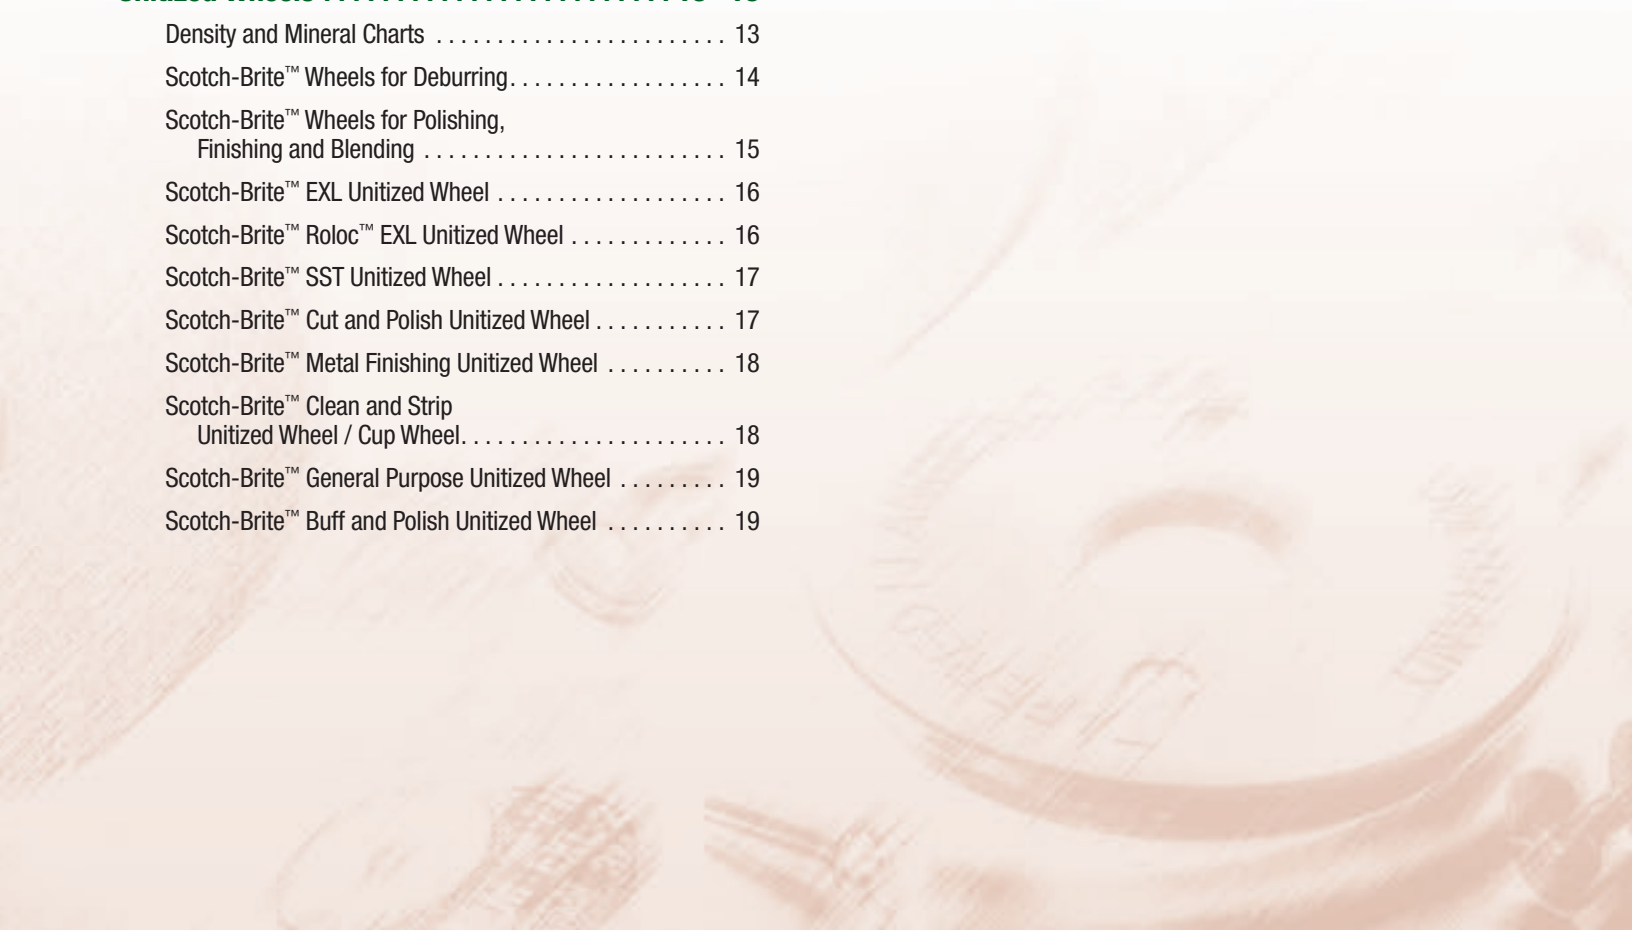 Density and Mineral Charts . . . . . . . . . . . . . . . . . . . . . . . . 13
Scotch-Brite™ Wheels for Deburring. . . . . . . . . . . . . . . . . . 14
Scotch-Brite™ Wheels for Polishing,
Finishing and Blending . . . . . . . . . . . . . . . . . . . . . . . . . 15
Scotch-Brite™ EXL Unitized Wheel . . . . . . . . . . . . . . . . . . . 16
Scotch-Brite™ Roloc™ EXL Unitized Wheel . . . . . . . . . . . . . 16
Scotch-Brite™ SST Unitized Wheel . . . . . . . . . . . . . . . . . . . 17
Scotch-Brite™ Cut and Polish Unitized Wheel . . . . . . . . . . . 17
Scotch-Brite™ Metal Finishing Unitized Wheel . . . . . . . . . . 18
Scotch-Brite™ Clean and Strip
Unitized Wheel / Cup Wheel. . . . . . . . . . . . . . . . . . . . . . 18
Scotch-Brite™ General Purpose Unitized Wheel . . . . . . . . . 19
Scotch-Brite™ Buff and Polish Unitized Wheel . . . . . . . . . . 19